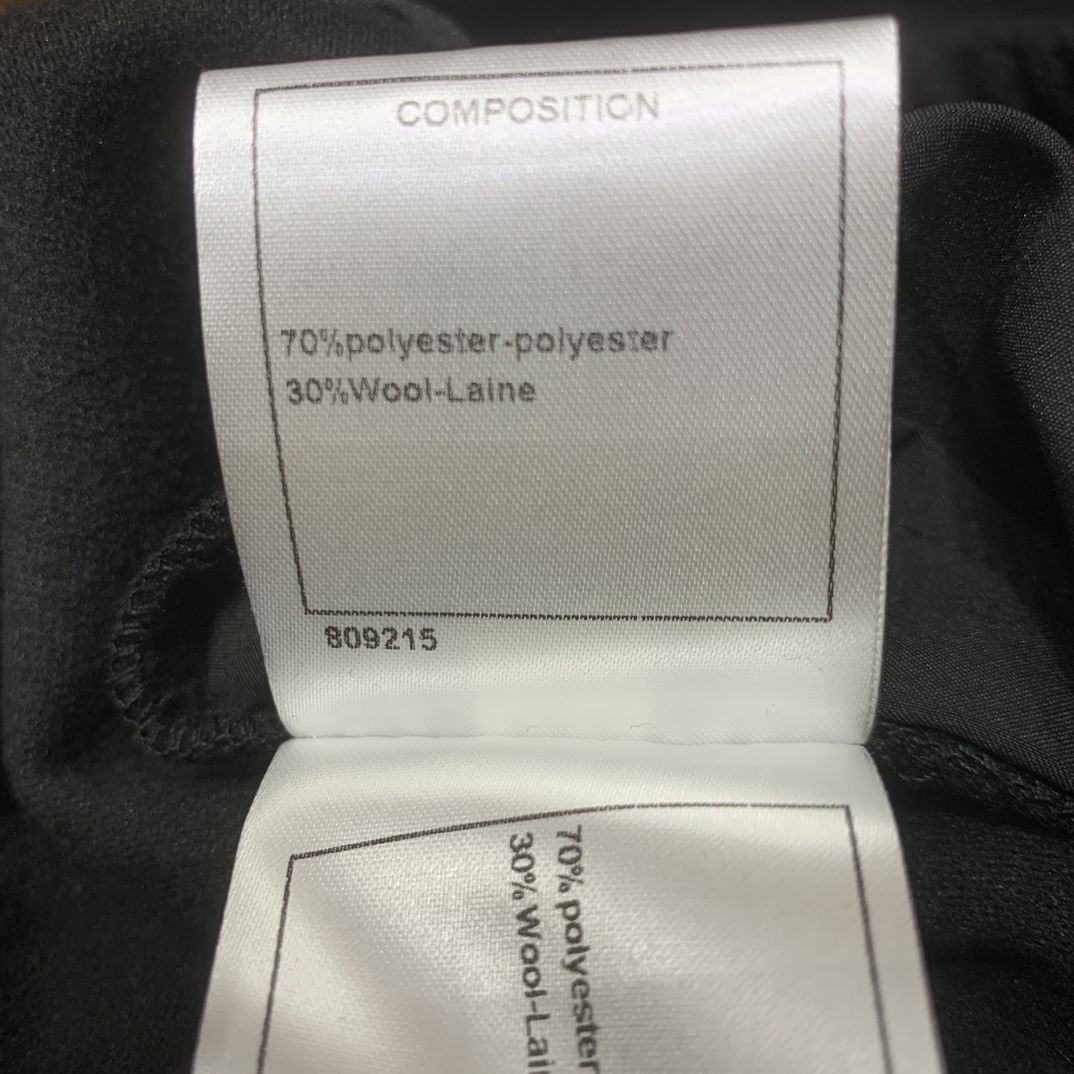 COMPOSITION
70%polyester-polyester
30%Wool-Laine
809215
70%polyester
30%Wool-Lai